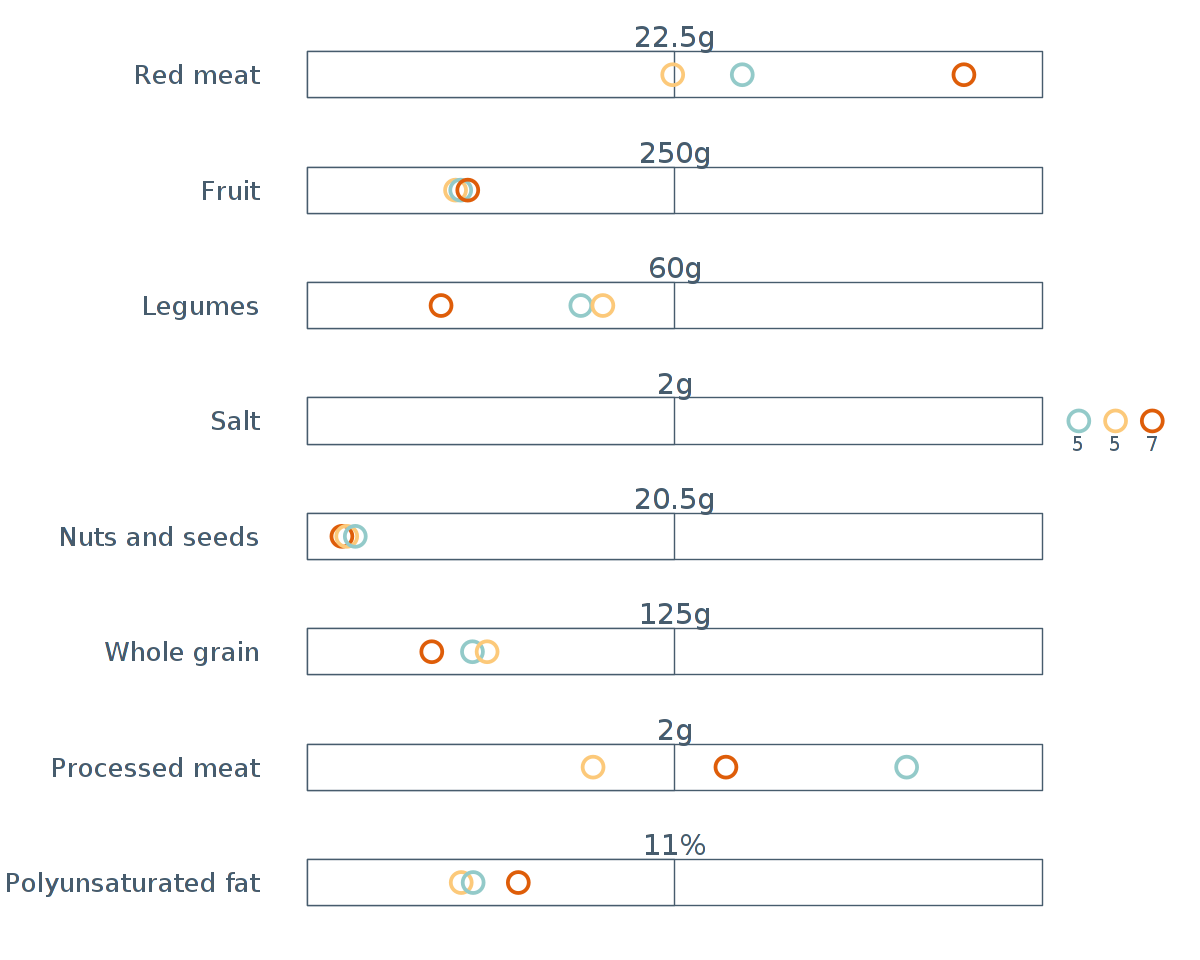 22.5g
Red meat
250g
Fruit
60g
Legumes
2g
Salt
5 5 7
20.5g
Nuts and seeds
125g
Whole grain
2g
Processed meat
11%
Polyunsaturated fat